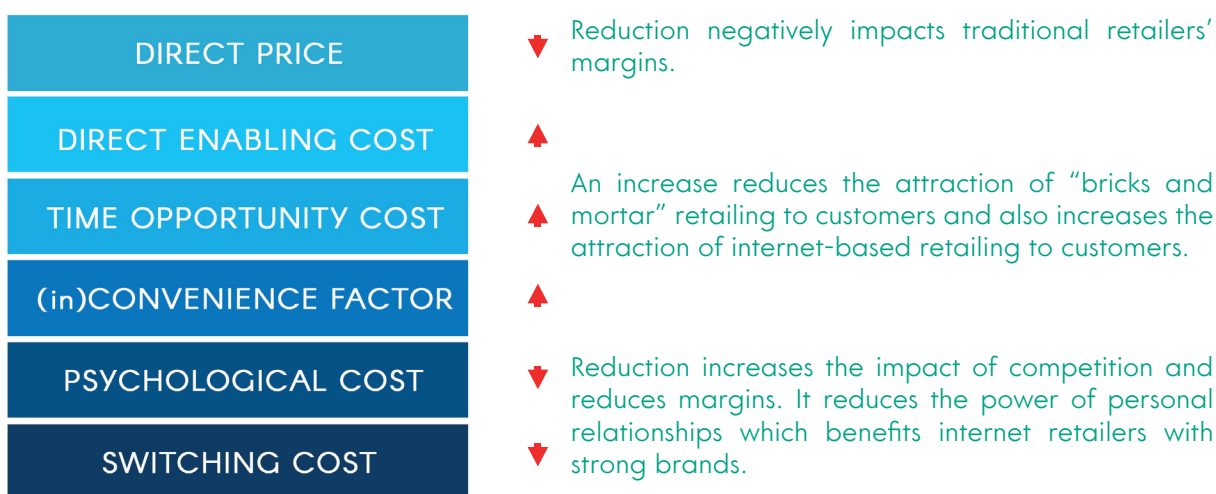 DIRECT PRICE
Reduction negatively impacts traditional retailers’
margins.
DIRECT ENABLING COST
TIME OPPORTUNITY COST
An increase reduces the attraction of “bricks and
mortar” retailing to customers and also increases the
attraction of internet-based retailing to customers.
(in)CONVENIENCE FACTOR
PSYCHOLOGICAL COST
SWITCHING COST
Reduction increases the impact of competition and
reduces margins. It reduces the power of personal
relationships which benefits internet retailers with
strong brands.